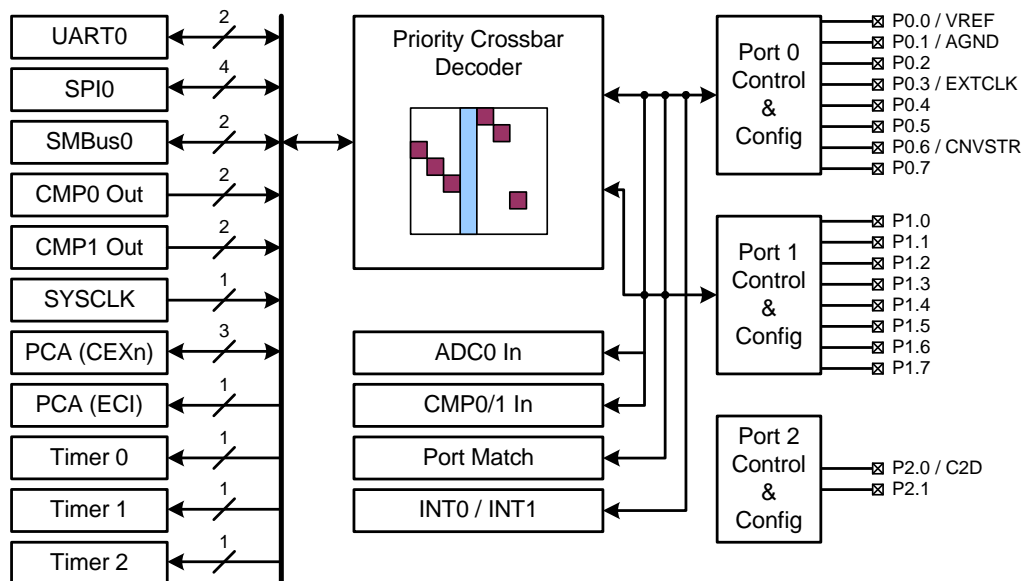 UART0
2
SPI0
4
SMBus0
2
CMP0 Out
2
CMP1 Out
2
SYSCLK
1
PCA (CEXn)
3
PCA (ECI)
1
Timer 0
1
Timer 1
1
Timer 2
1
Priority Crossbar
Decoder
ADC0 In
CMP0/1 In
Port Match
INT0 / INT1
Port 0
Control
&
Config
P0.0 / VREF
P0.1 / AGND
P0.2
P0.3 / EXTCLK
P0.4
P0.5
P0.6 / CNVSTR
P0.7
Port 1
Control
&
Config
P1.0
P1.1
P1.2
P1.3
P1.4
P1.5
P1.6
P1.7
Port 2
Control
&
Config
P2.0 / C2D
P2.1